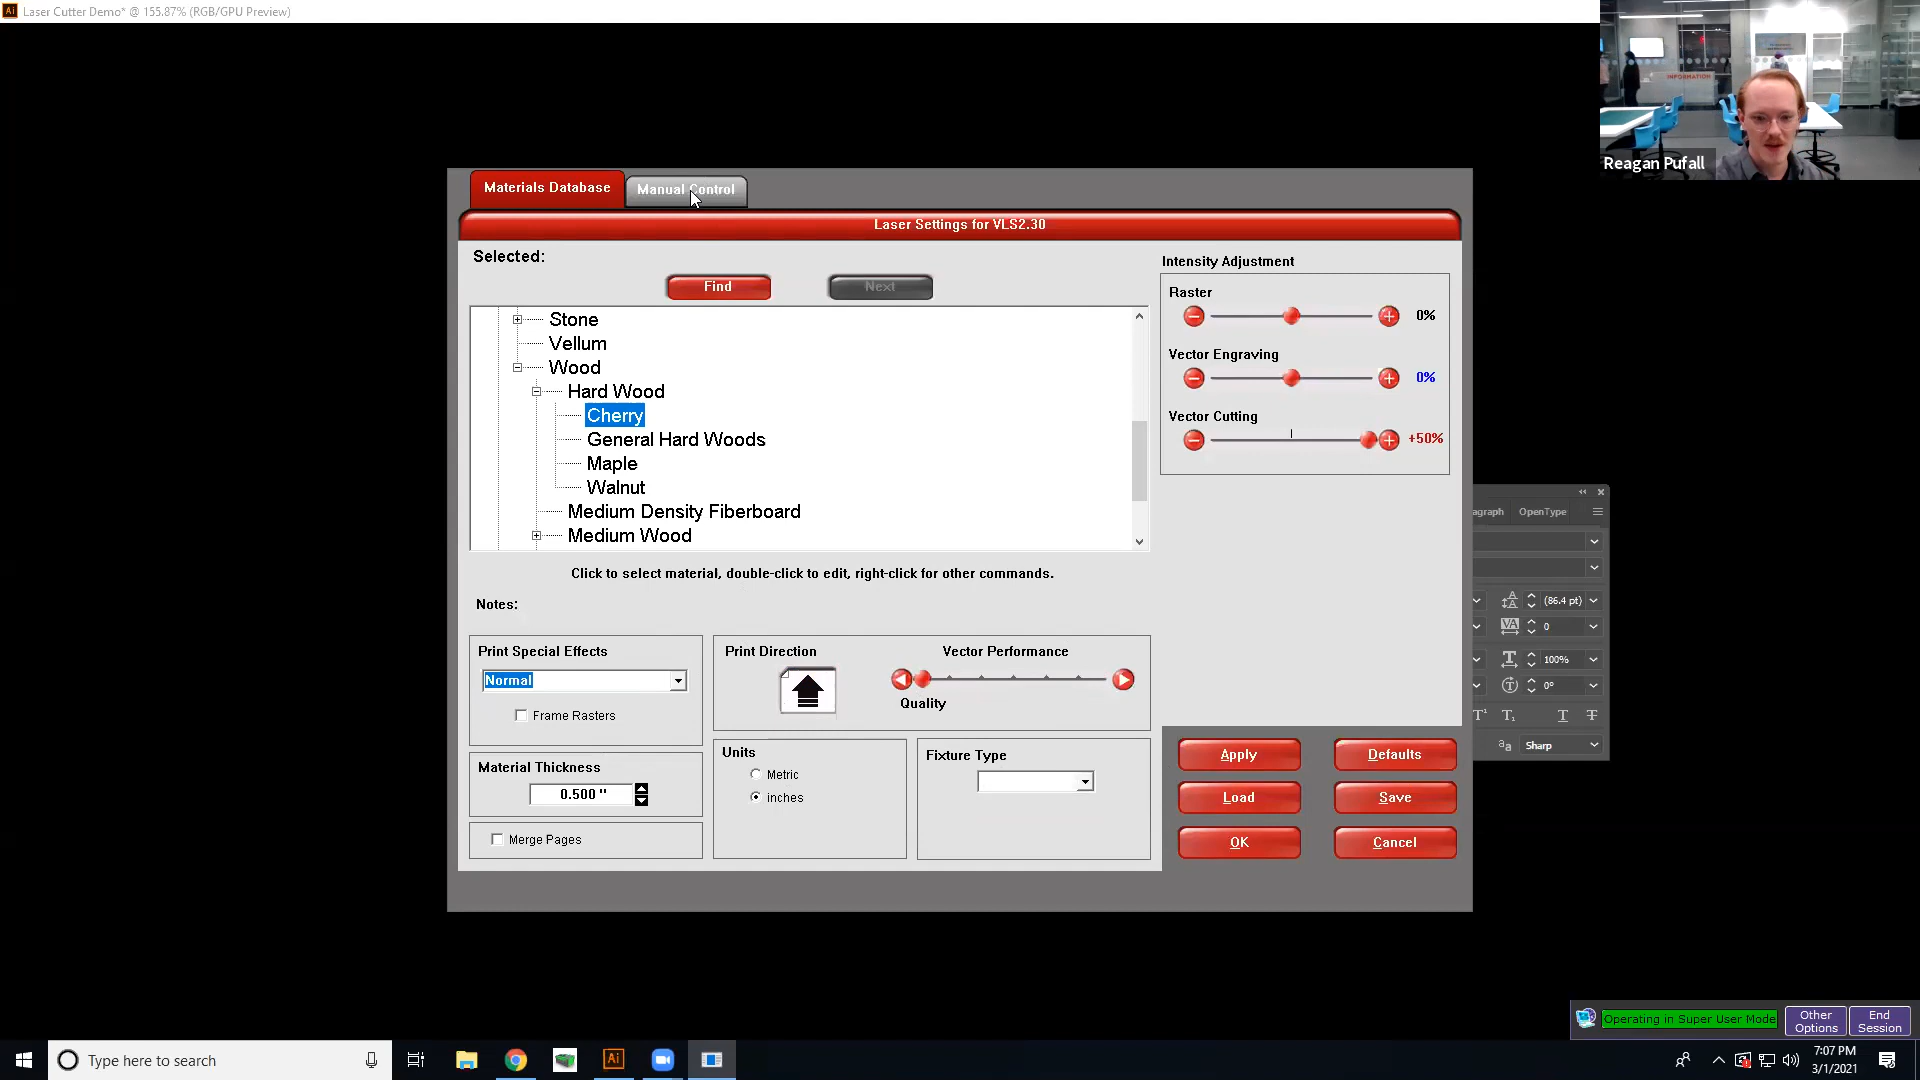 Ai Laser Cutter Demo* @ 155.87% (RGB/GPU Preview)
INFORMATION
Reagan Pufall
Materials Database
Manual Control
Laser Settings for VLS2.30
Selected:
Find
Next
Stone
Vellum
Wood
Hard Wood
Cherry
General Hard Woods
Maple
Walnut
Medium Density Fiberboard
Medium Wood
Click to select material, double-click to edit, right-click for other commands.
Notes:
Intensity Adjustment
Raster
0%
Vector Engraving
0%
Vector Cutting
+50%
Print Special Effects
Normal
Frame Rasters
Material Thickness
0.500 "
Merge Pages
Print Direction
Vector Performance
Quality
Units
Metric
inches
Fixture Type
Apply
Defaults
Load
Save
OK
Cancel
agraph
OpenType
(86.4 pt)
VA 0
100%
0°
aa Sharp
Operating in Super User Mode
Other Options
End Session
Type here to search
Ai
7:07 PM
3/1/2021